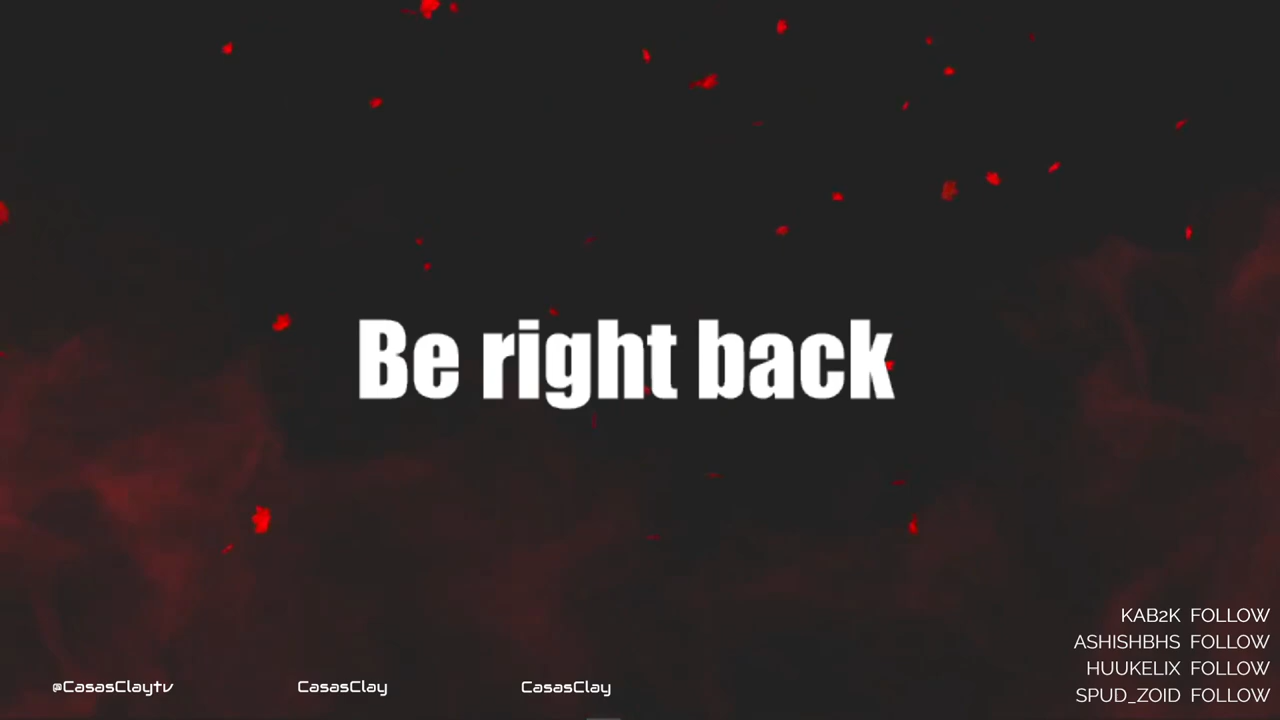 Be right back
KAB2K FOLLOW
ASHISHBHS FOLLOW
HUUKELIX FOLLOW
SPUD_ZOID FOLLOW
@CasasClaytv CasasClay CasasClay